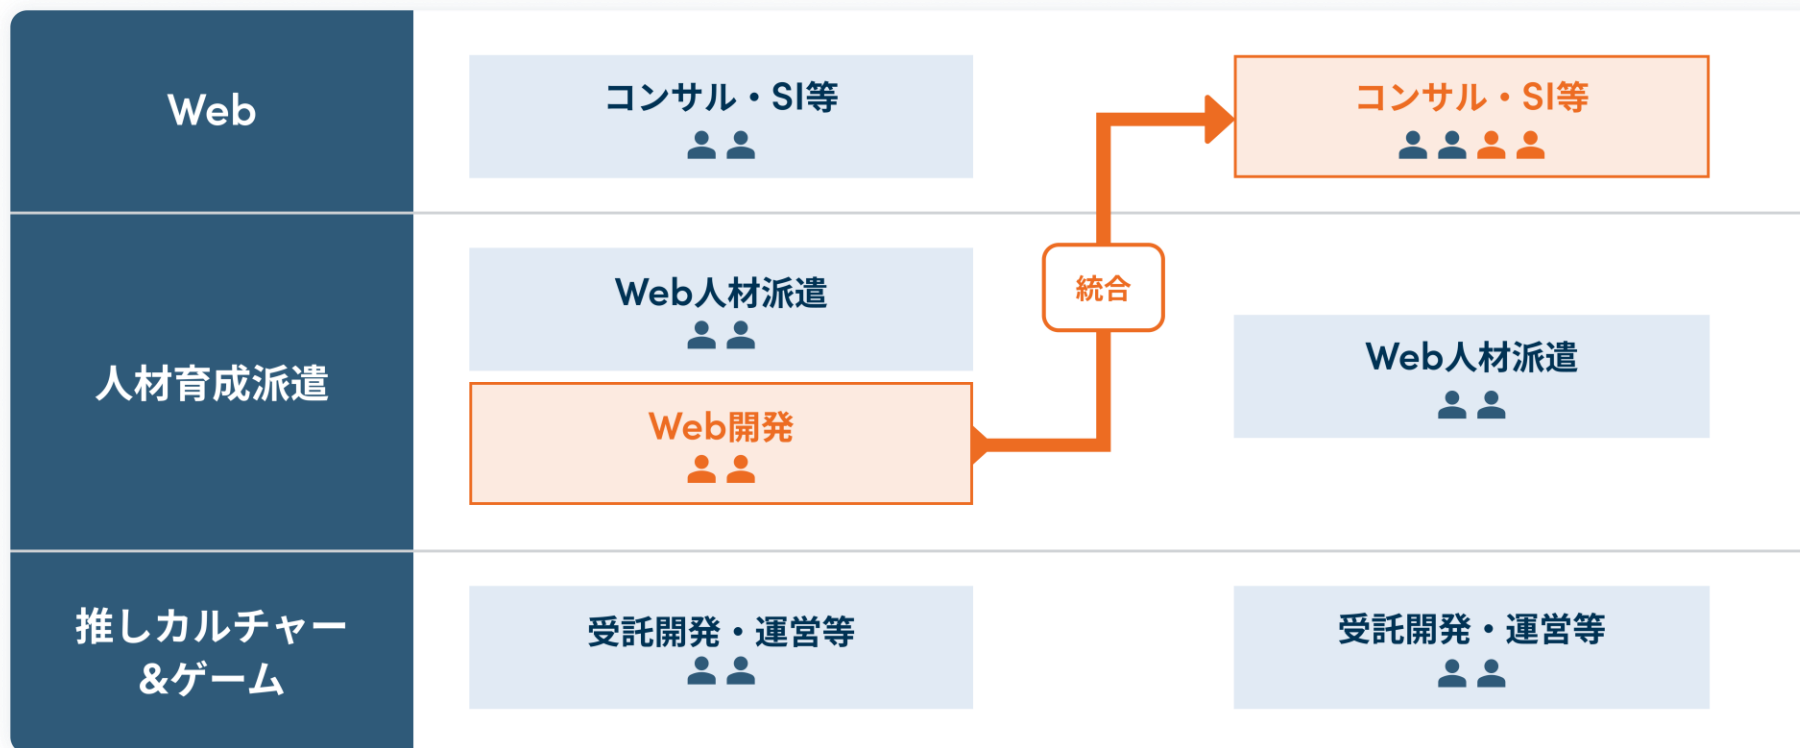 Web
コンサル・SI等
コンサル・SI等
人材育成派遣
Web人材派遣
Web開発
統合
Web人材派遣
推しカルチャー
&ゲーム
受託開発・運営等
受託開発・運営等